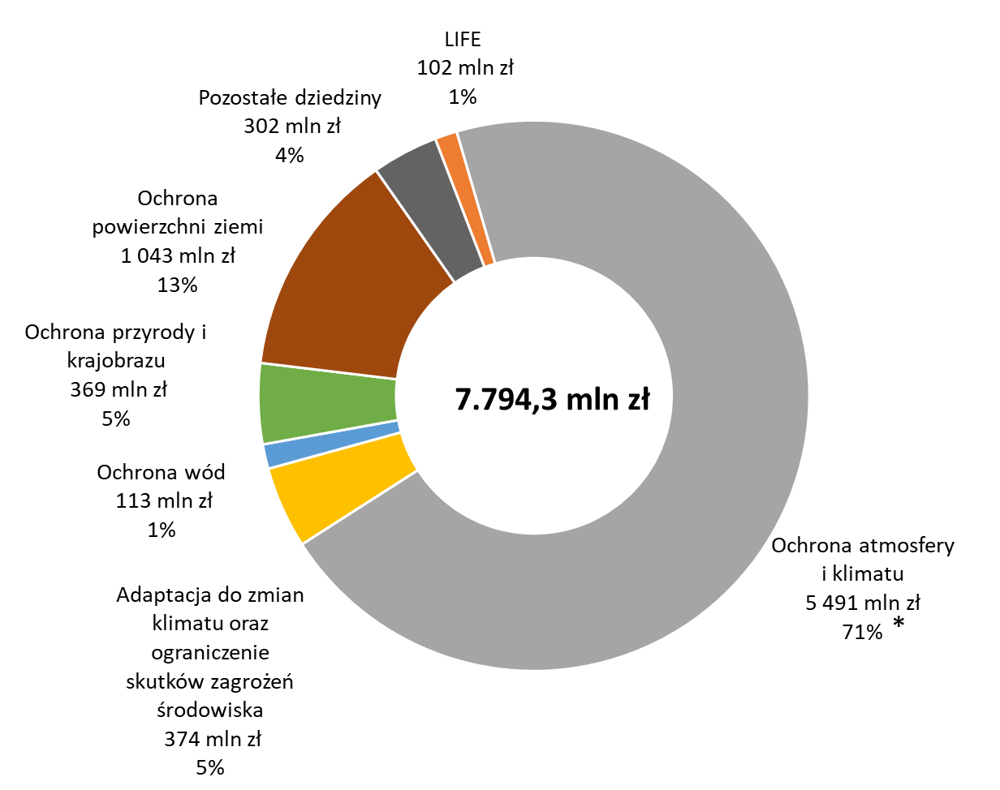 LIFE
102 mln zł
1%
Pozostałe dziedziny
302 mln zł
4%
Ochrona
powierzchni ziemi
1 043 mln zł
13%
Ochrona przyrody i
krajobrazu
369 mln zł
5%
7.794,3 mln zł
Ochrona wód
113 mln zł
1%
Ochrona atmosfery
i klimatu
5 491 mln zł
71% *
Adaptacja do zmian
klimatu oraz
ograniczenie
skutków zagrożeń
środowiska
374 mln zł
5%